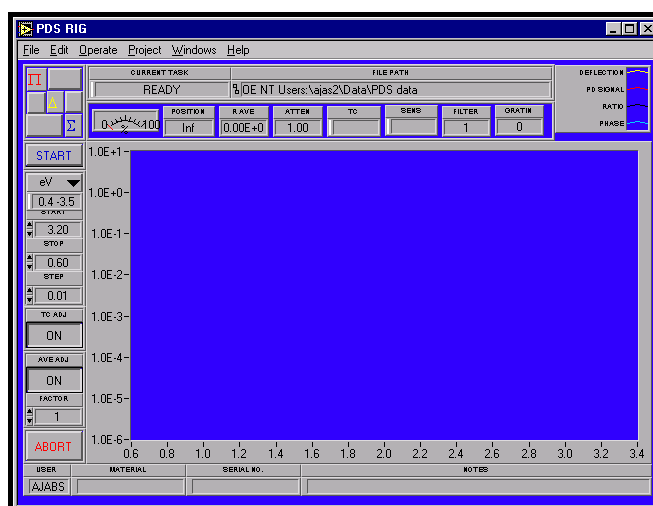 PDS RIG
File Edit Operate Project Windows Help
Π
Δ
Σ
CURRENT TASK FILE PATH
READY OE NT Users:\ajas2\Data\PDS data
DEFLECTION
PD SIGNAL
RATIO
PHASE
0 % 100
POSITION R AVE ATTEN TC SENS FILTER GRATIN
Inf 0.00E+0 1.00 1 0
START
eV
0.4 -3.5
START
3.20
STOP
0.60
STEP
0.01
TC ADJ
ON
AVE ADJ
ON
FACTOR
1
ABORT
1.0E+1
1.0E+0
1.0E-1
1.0E-2
1.0E-3
1.0E-4
1.0E-5
1.0E-6
0.6 0.8 1.0 1.2 1.4 1.6 1.8 2.0 2.2 2.4 2.6 2.8 3.0 3.2 3.4
USER MATERIAL SERIAL NO. NOTES
AJABS